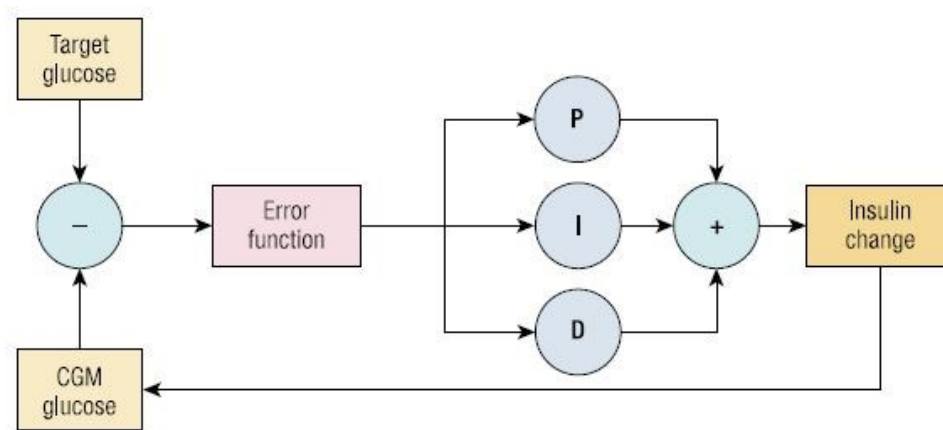 Target
glucose
–
Error
function
P
I
D
+
Insulin
change
CGM
glucose